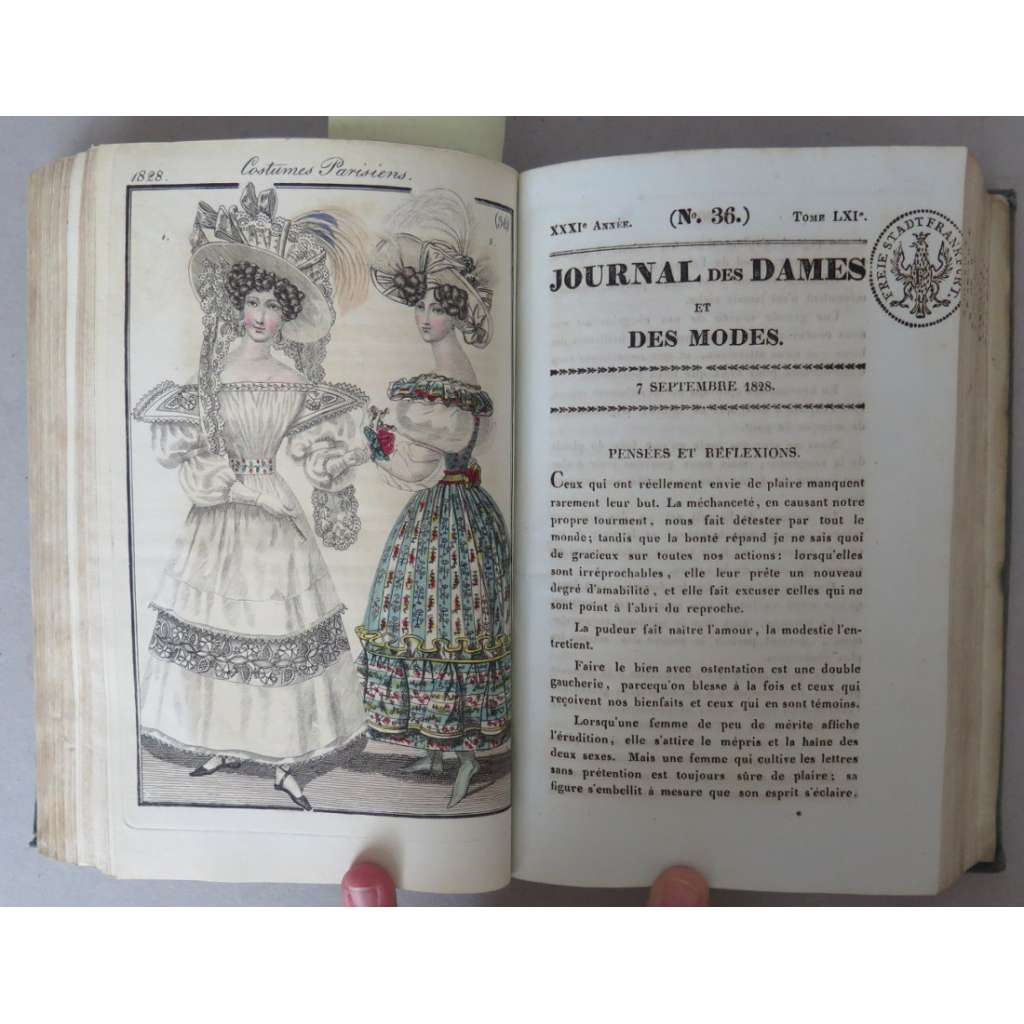 1828. Costumes Parisiens.
1.
2
XXXIe ANNÉE. (No. 36.) TOME LXIe.
JOURNAL DES DAMES
ET
DES MODES.
7 SEPTEMBRE 1828.
FREIE STADT FRANKFURT.
PENSÉES ET RÉFLEXIONS.
Ceux qui ont réellement envie de plaire manquent
rarement leur but. La méchanceté, en causant notre
propre tourment, nous fait détester par tout le
monde; tandis que la bonté répand je ne sais quoi
de gracieux sur toutes nos actions: lorsqu'elles
sont irréprochables, elle leur prête un nouveau
degré d'amabilité, et elle fait excuser celles qui ne
sont point à l'abri du reproche.
La pudeur fait naître l'amour, la modestie l'en-
tretient.
Faire le bien avec ostentation est une double
gaucherie, parcequ'on blesse à la fois et ceux qui
reçoivent nos bienfaits et ceux qui en sont témoins.
Lorsqu'une femme de peu de mérite affiche
l'érudition, elle s'attire le mépris et la haine des
deux sexes. Mais une femme qui cultive les lettres
sans prétention est toujours sûre de plaire; sa
figure s'embellit à mesure que son esprit s'éclaire.